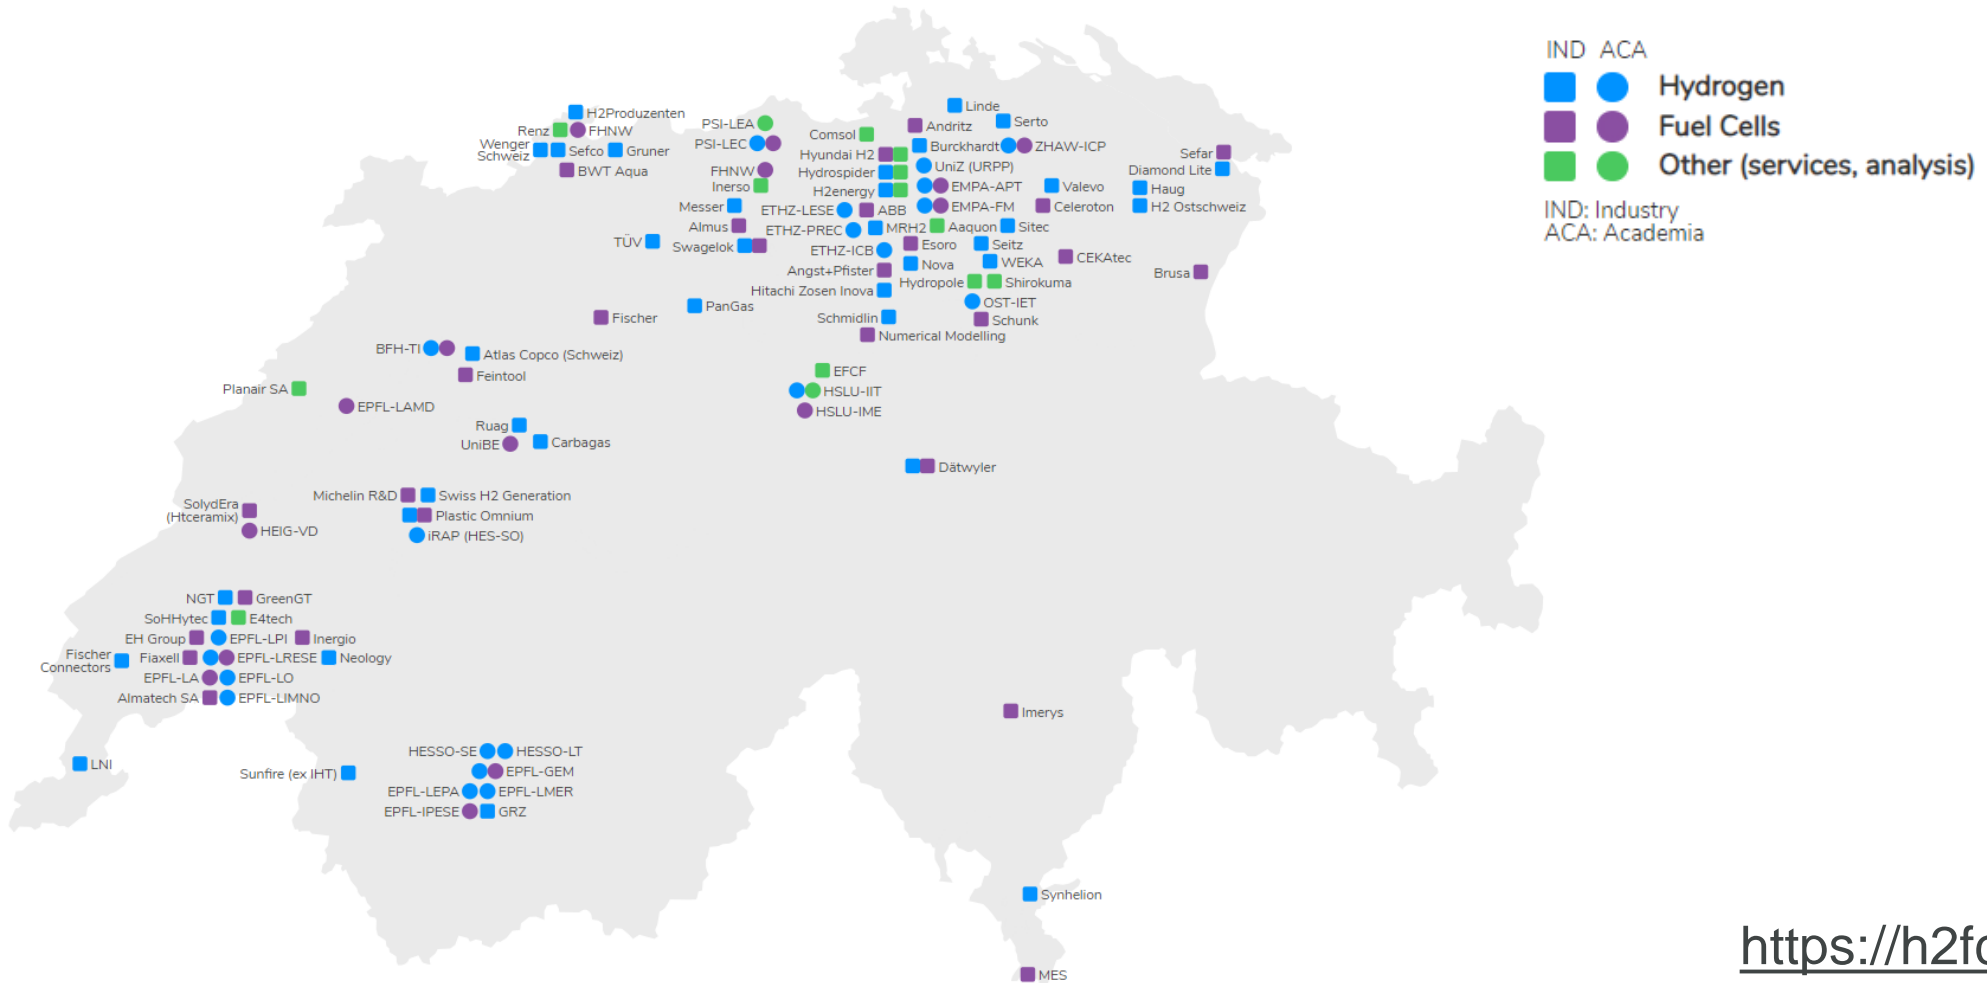 IND ACA
Hydrogen
Fuel Cells
Other (services, analysis)
IND: Industry
ACA: Academia
H2Produzenten
Renz
FHNW
Wenger
Schweiz
Sefco
Gruner
BWT Aqua
PSI-LEA
PSI-LEC
FHNW
Inerso
Messer
Almus
TÜV
Swagelok
Linde
Serto
Andritz
Comsol
Burckhardt
ZHAW-ICP
Hyundai H2
UniZ (URPP)
Hydrospider
H2energy
EMPA-APT
Valevo
ETHZ-LESE
ABB
EMPA-FM
Celeroton
ETHZ-PREC
MRH2
Aaquon
Sitec
ETHZ-ICB
Esoro
Seitz
Angst+Pfister
Nova
WEKA
CEKAtec
Hydropole
Shirokuma
Hitachi Zosen Inova
OST-IET
Schmidlin
Schunk
Numerical Modelling
Sefar
Diamond Lite
Haug
H2 Ostschweiz
Brusa
PanGas
Fischer
BFH-TI
Atlas Copco (Schweiz)
Feintool
Planair SA
EPFL-LAMD
Ruag
UniBE
Carbagas
EFCF
HSLU-IIT
HSLU-IME
Dätwyler
Michelin R&D
Swiss H2 Generation
Plastic Omnium
iRAP (HES-SO)
SolydEra
(Htceramix)
HEIG-VD
NGT
GreenGT
SoHHytec
E4tech
EH Group
EPFL-LPI
Inergio
Fischer
Connectors
Fiaxell
EPFL-LRESE
Neology
EPFL-LA
EPFL-LO
Almatech SA
EPFL-LIMNO
LNI
Sunfire (ex IHT)
HESSO-SE
HESSO-LT
EPFL-GEM
EPFL-LEPA
EPFL-LMER
EPFL-IPESE
GRZ
Imerys
Synhelion
MES
https://h2f